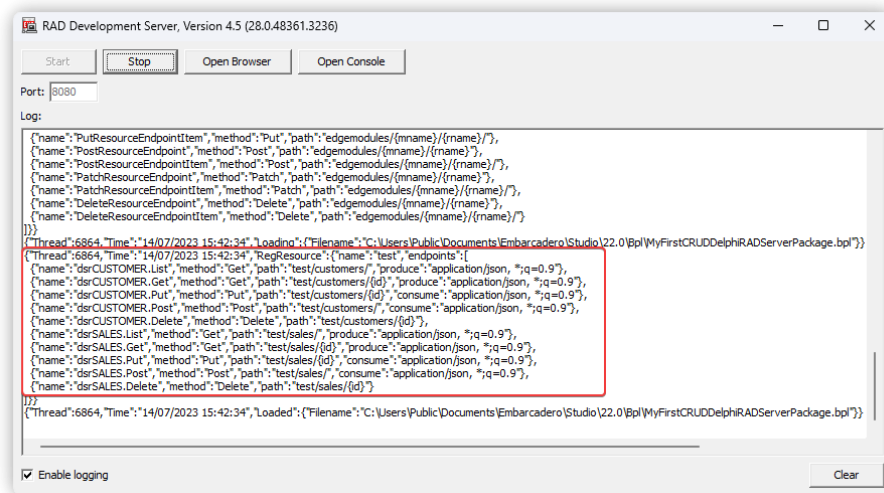 RAD Development Server, Version 4.5 (28.0.48361.3236)
Start Stop Open Browser Open Console
Port: 8080
Log:
{"name":"PutResourceEndpointItem","method":"Put","path":"edgemodules/{mname}/{rname}/"},
{"name":"PostResourceEndpoint","method":"Post","path":"edgemodules/{mname}/{rname}"},
{"name":"PostResourceEndpointItem","method":"Post","path":"edgemodules/{mname}/{rname}/"},
{"name":"PatchResourceEndpoint","method":"Patch","path":"edgemodules/{mname}/{rname}"},
{"name":"PatchResourceEndpointItem","method":"Patch","path":"edgemodules/{mname}/{rname}/"},
{"name":"DeleteResourceEndpoint","method":"Delete","path":"edgemodules/{mname}/{rname}"},
{"name":"DeleteResourceEndpointItem","method":"Delete","path":"edgemodules/{mname}/{rname}/"}
]}}
{"Thread":6864,"Time":"14/07/2023 15:42:34","Loading":{"Filename":"C:\Users\Public\Documents\Embarcadero\Studio\22.0\Bpl\MyFirstCRUDDelphiRADServerPackage.bpl"}}
{"Thread":6864,"Time":"14/07/2023 15:42:34","RegResource":{"name":"test","endpoints":[
{"name":"dsrCUSTOMER.List","method":"Get","path":"test/customers/","produce":"application/json, *;q=0.9"},
{"name":"dsrCUSTOMER.Get","method":"Get","path":"test/customers/{id}","produce":"application/json, *;q=0.9"},
{"name":"dsrCUSTOMER.Put","method":"Put","path":"test/customers/{id}","consume":"application/json, *;q=0.9"},
{"name":"dsrCUSTOMER.Post","method":"Post","path":"test/customers/","consume":"application/json, *;q=0.9"},
{"name":"dsrCUSTOMER.Delete","method":"Delete","path":"test/customers/{id}"},
{"name":"dsrSALES.List","method":"Get","path":"test/sales/","produce":"application/json, *;q=0.9"},
{"name":"dsrSALES.Get","method":"Get","path":"test/sales/{id}","produce":"application/json, *;q=0.9"},
{"name":"dsrSALES.Put","method":"Put","path":"test/sales/{id}","consume":"application/json, *;q=0.9"},
{"name":"dsrSALES.Post","method":"Post","path":"test/sales/","consume":"application/json, *;q=0.9"},
{"name":"dsrSALES.Delete","method":"Delete","path":"test/sales/{id}"}
]}}
{"Thread":6864,"Time":"14/07/2023 15:42:34","Loaded":{"Filename":"C:\Users\Public\Documents\Embarcadero\Studio\22.0\Bpl\MyFirstCRUDDelphiRADServerPackage.bpl"}}
Enable logging Clear